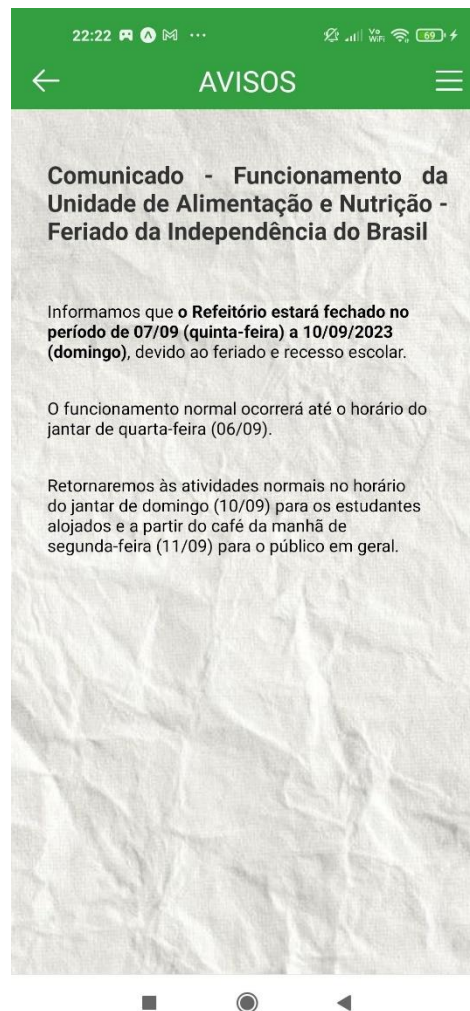 22:22 ...
Vo WiFi 69
AVISOS
Comunicado - Funcionamento da
Unidade de Alimentação e Nutrição -
Feriado da Independência do Brasil
Informamos que o Refeitório estará fechado no
período de 07/09 (quinta-feira) a 10/09/2023
(domingo), devido ao feriado e recesso escolar.
O funcionamento normal ocorrerá até o horário do
jantar de quarta-feira (06/09).
Retornaremos às atividades normais no horário
do jantar de domingo (10/09) para os estudantes
alojados e a partir do café da manhã de
segunda-feira (11/09) para o público em geral.